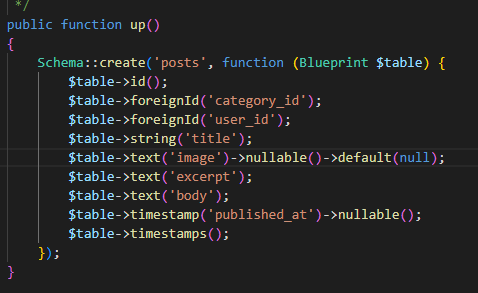 */
public function up()
{
Schema::create('posts', function (Blueprint $table) {
$table->id();
$table->foreignId('category_id');
$table->foreignId('user_id');
$table->string('title');
$table->text('image')->nullable()->default(null);
$table->text('excerpt');
$table->text('body');
$table->timestamp('published_at')->nullable();
$table->timestamps();
});
}